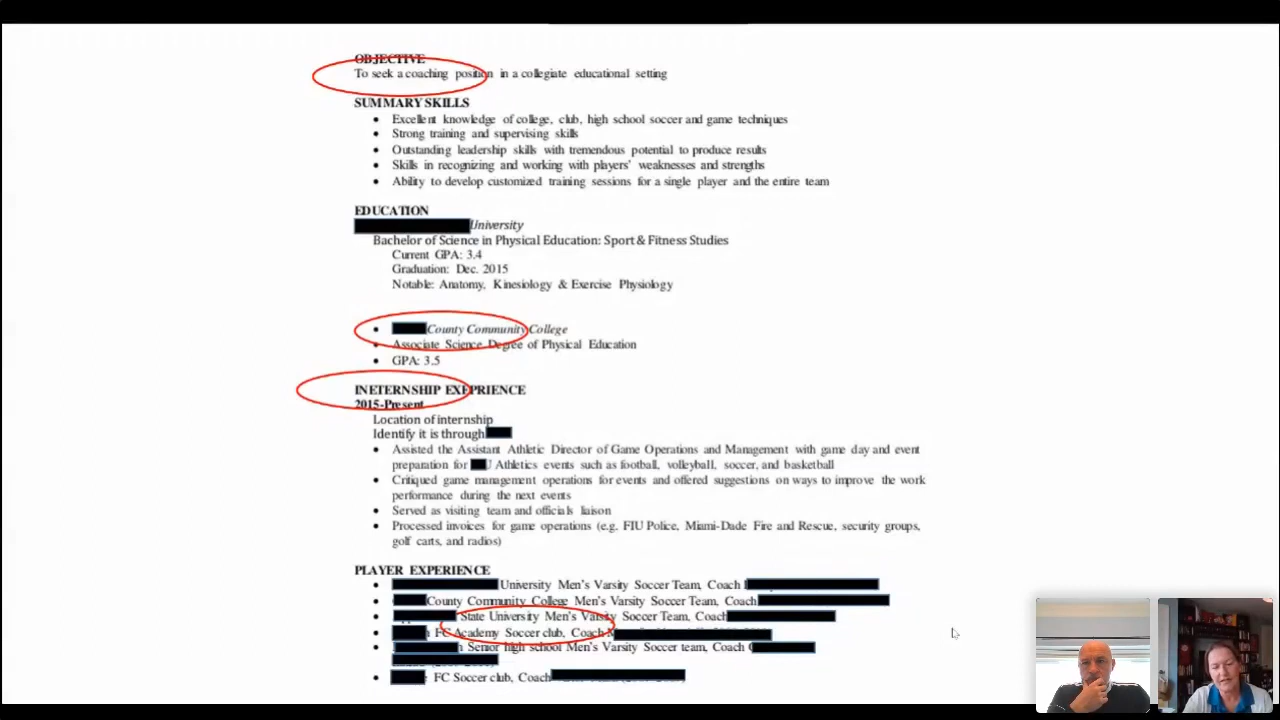 OBJECTIVE
To seek a coaching position in a collegiate educational setting
SUMMARY SKILLS
• Excellent knowledge of college, club, high school soccer and game techniques
• Strong training and supervising skills
• Outstanding leadership skills with tremendous potential to produce results
• Skills in recognizing and working with players' weaknesses and strengths
• Ability to develop customized training sessions for a single player and the entire team
EDUCATION
University
Bachelor of Science in Physical Education: Sport & Fitness Studies
Current GPA: 3.4
Graduation: Dec. 2015
Notable: Anatomy, Kinesiology & Exercise Physiology
• County Community College
• Associate Science Degree of Physical Education
• GPA: 3.5
INETERNSHIP EXEPRIENCE
2015-Present
Location of internship
Identify it is through
• Assisted the Assistant Athletic Director of Game Operations and Management with game day and event
preparation for U Athletics events such as football, volleyball, soccer, and basketball
• Critiqued game management operations for events and offered suggestions on ways to improve the work
performance during the next events
• Served as visiting team and officials liaison
• Processed invoices for game operations (e.g. FIU Police, Miami-Dade Fire and Rescue, security groups,
golf carts, and radios)
PLAYER EXPERIENCE
• University Men's Varsity Soccer Team, Coach
• County Community College Men's Varsity Soccer Team, Coach
• State University Men's Varsity Soccer Team, Coach
• FC Academy Soccer club, Coach
• Senior high school Men's Varsity Soccer team, Coach
• FC Soccer club, Coach